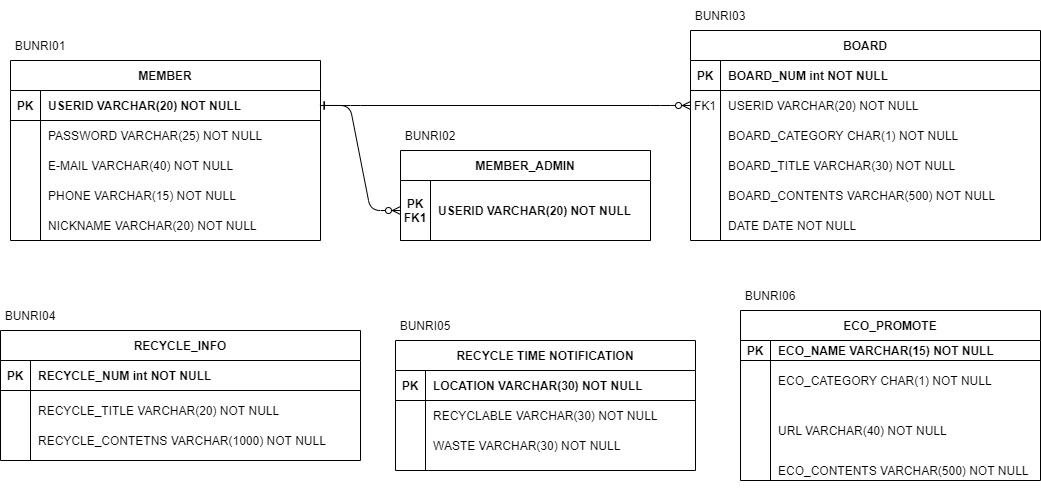 BUNRI01
MEMBER
PK USERID VARCHAR(20) NOT NULL
PASSWORD VARCHAR(25) NOT NULL
E-MAIL VARCHAR(40) NOT NULL
PHONE VARCHAR(15) NOT NULL
NICKNAME VARCHAR(20) NOT NULL
BUNRI02
MEMBER_ADMIN
PK
FK1 USERID VARCHAR(20) NOT NULL
BUNRI03
BOARD
PK BOARD_NUM int NOT NULL
FK1 USERID VARCHAR(20) NOT NULL
BOARD_CATEGORY CHAR(1) NOT NULL
BOARD_TITLE VARCHAR(30) NOT NULL
BOARD_CONTENTS VARCHAR(500) NOT NULL
DATE DATE NOT NULL
BUNRI04
RECYCLE_INFO
PK RECYCLE_NUM int NOT NULL
RECYCLE_TITLE VARCHAR(20) NOT NULL
RECYCLE_CONTETNS VARCHAR(1000) NOT NULL
BUNRI05
RECYCLE TIME NOTIFICATION
PK LOCATION VARCHAR(30) NOT NULL
RECYCLABLE VARCHAR(30) NOT NULL
WASTE VARCHAR(30) NOT NULL
BUNRI06
ECO_PROMOTE
PK ECO_NAME VARCHAR(15) NOT NULL
ECO_CATEGORY CHAR(1) NOT NULL
URL VARCHAR(40) NOT NULL
ECO_CONTENTS VARCHAR(500) NOT NULL